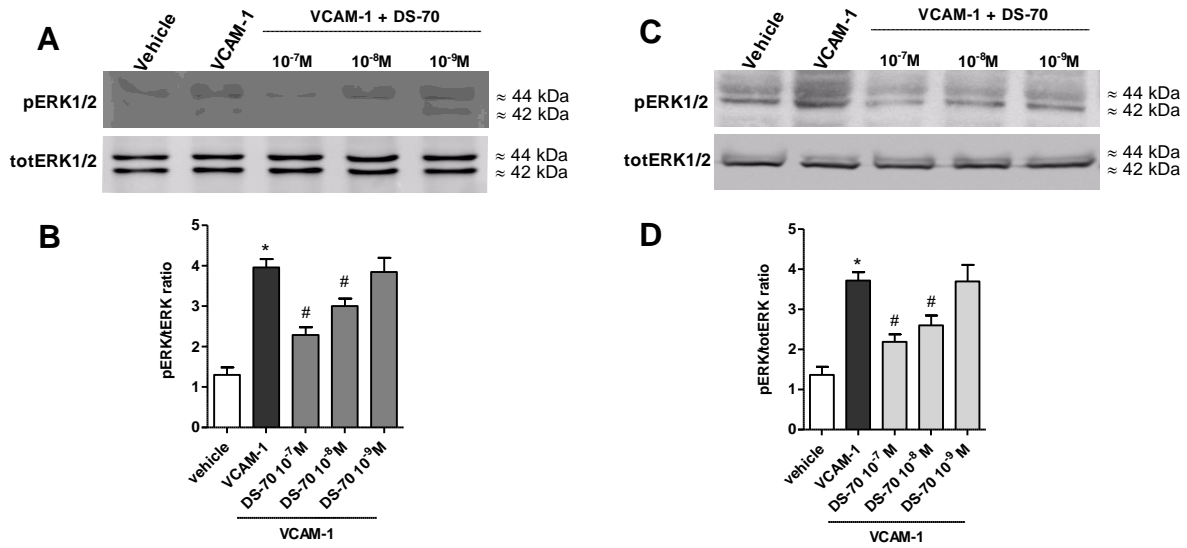 A
Vehicle
VCAM-1
VCAM-1 + DS-70
10⁻⁷M
10⁻⁸M
10⁻⁹M
pERK1/2
≈ 44 kDa
≈ 42 kDa
totERK1/2
≈ 44 kDa
≈ 42 kDa
B
pERK/tERK ratio
5
4
3
2
1
0
*
#
#
vehicle
VCAM-1
DS-70 10⁻⁷M
DS-70 10⁻⁸M
DS-70 10⁻⁹M
VCAM-1
C
Vehicle
VCAM-1
VCAM-1 + DS-70
10⁻⁷M
10⁻⁸M
10⁻⁹M
pERK1/2
≈ 44 kDa
≈ 42 kDa
totERK1/2
≈ 44 kDa
≈ 42 kDa
D
pERK/totERK ratio
5
4
3
2
1
0
*
#
#
vehicle
VCAM-1
DS-70 10⁻⁷ M
DS-70 10⁻⁸ M
DS-70 10⁻⁹ M
VCAM-1